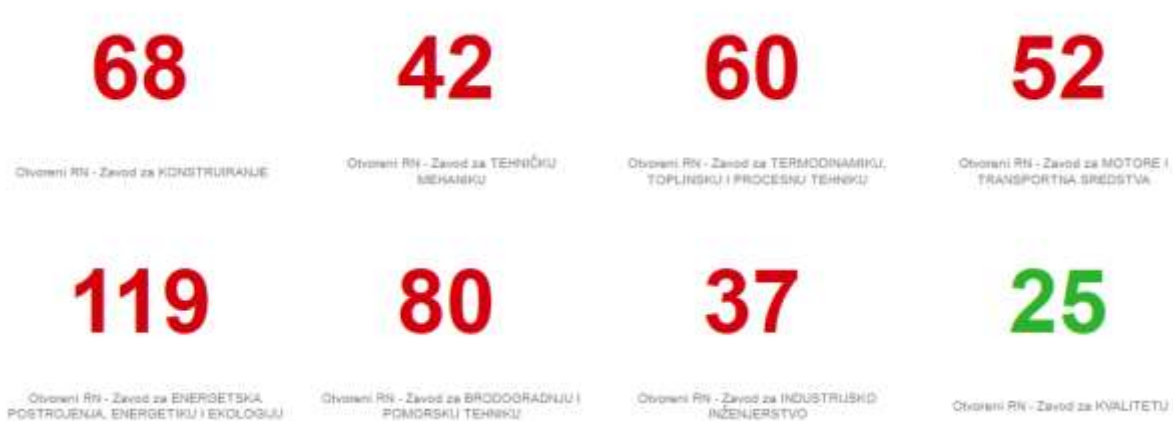 68
Otvoreni RN - Zavod za KONSTRUIRANJE
42
Otvoreni RN - Zavod za TEHNIČKU
MEHANIKU
60
Otvoreni RN - Zavod za TERMODINAMIKU,
TOPLINSKU I PROCESNU TEHNIKU
52
Otvoreni RN - Zavod za MOTORE I
TRANSPORTNA SREDSTVA
119
Otvoreni RN - Zavod za ENERGETSKA
POSTROJENJA, ENERGETIKU I EKOLOGIJU
80
Otvoreni RN - Zavod za BRODOGRADNJU I
POMORSKU TEHNIKU
37
Otvoreni RN - Zavod za INDUSTRIJSKO
INŽENJERSTVO
25
Otvoreni RN - Zavod za KVALITETU